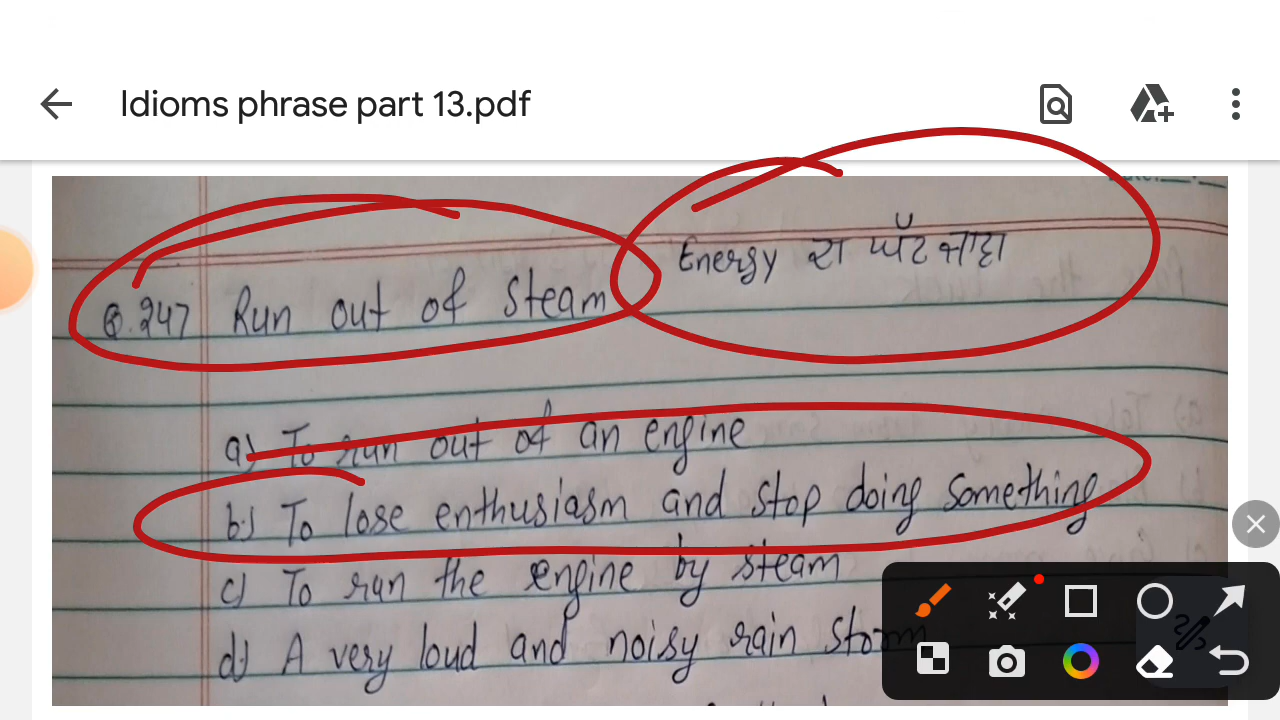 Idioms phrase part 13.pdf
Energy
Q.247 Run out of steam
a) To run out of an engine
b) To lose enthusiasm and stop doing something
c) To run the engine by steam
d) A very loud and noisy rain storm